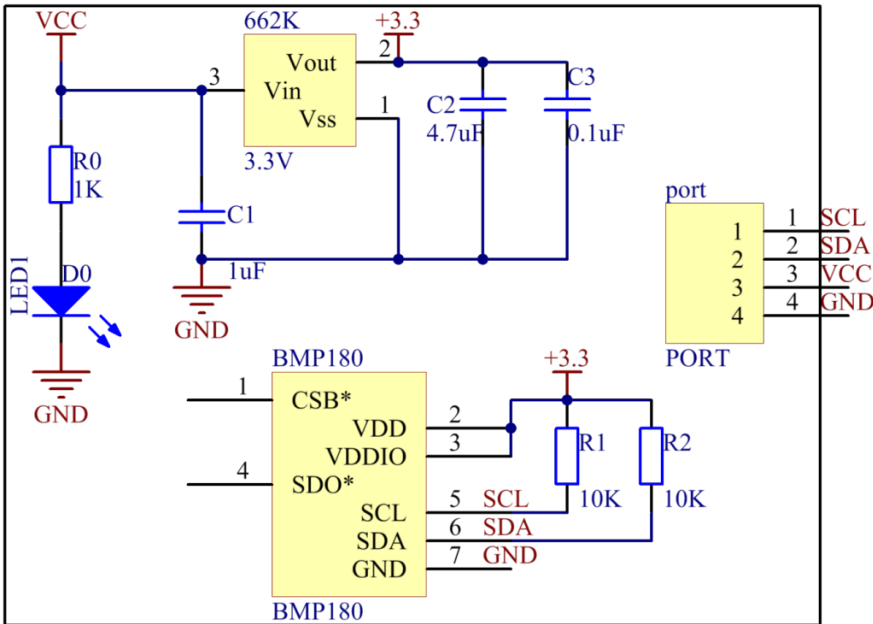 VCC
662K
+3.3
Vout
2
3
Vin
C3
C2
1
Vss
4.7uF
0.1uF
3.3V
R0
1K
port
C1
1
1
SCL
2
2
SDA
LED1
D0
1uF
3
3
VCC
4
4
GND
GND
BMP180
+3.3
PORT
1
CSB*
GND
VDD
2
VDDIO
3
R1
R2
4
SDO*
SCL
5
SCL
10K
10K
SDA
6
SDA
GND
7
GND
BMP180